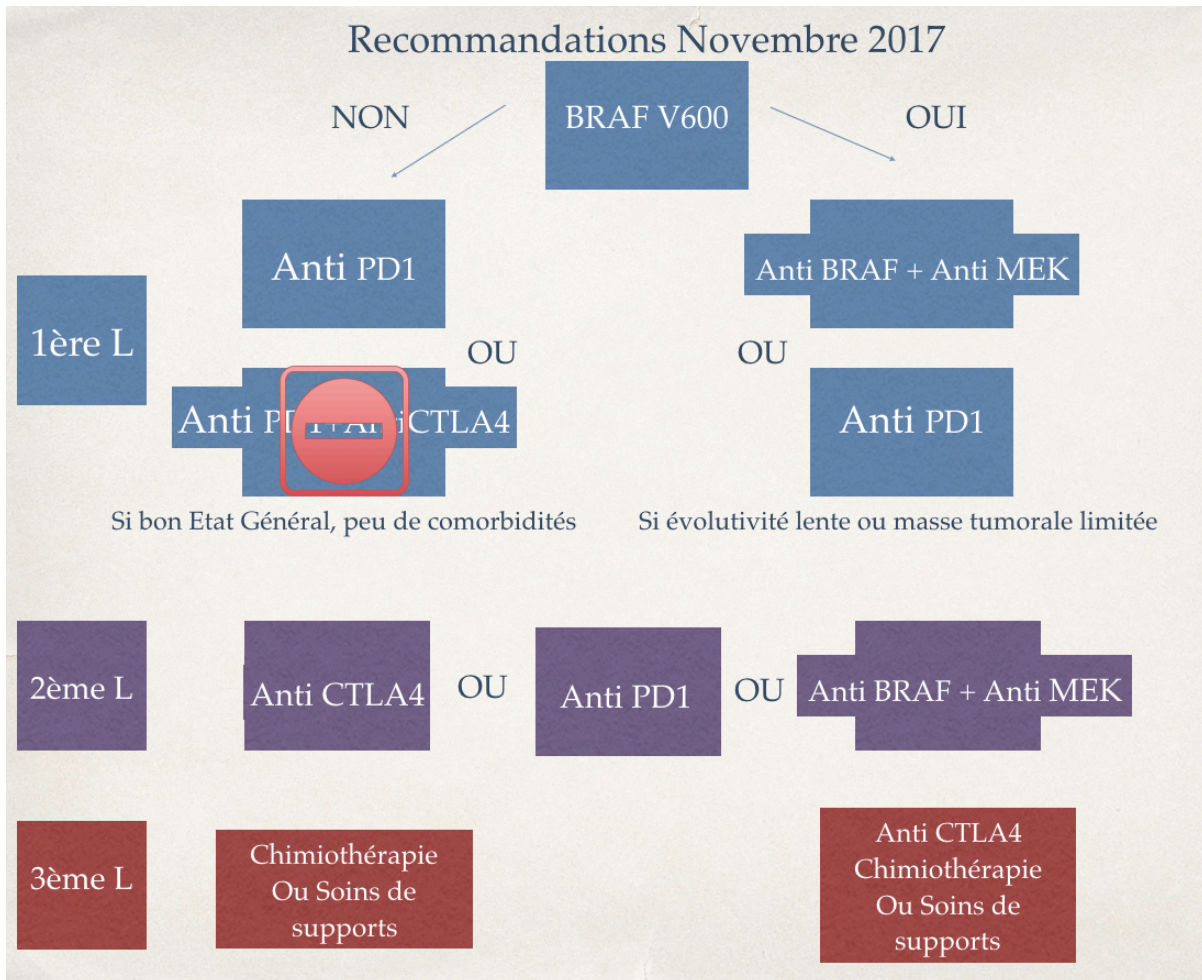 Recommandations Novembre 2017
NON
BRAF V600
OUI
Anti PD1
Anti BRAF + Anti MEK
1ère L
OU
OU
Anti PD1+AntiCTLA4
Anti PD1
Si bon Etat Général, peu de comorbidités
Si évolutivité lente ou masse tumorale limitée
2ème L
Anti CTLA4
OU
Anti PD1
OU
Anti BRAF + Anti MEK
3ème L
Chimiothérapie
Ou Soins de
supports
Anti CTLA4
Chimiothérapie
Ou Soins de
supports